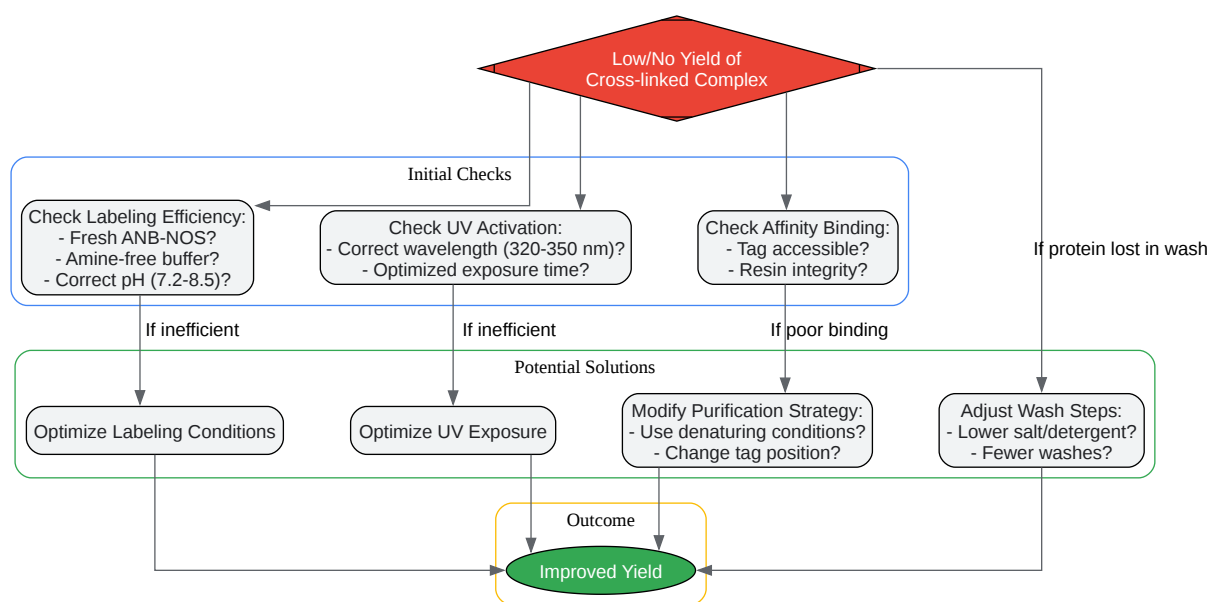 Low/No Yield of
Cross-linked Complex
Initial Checks
Check Labeling Efficiency:
- Fresh ANB-NOS?
- Amine-free buffer?
- Correct pH (7.2-8.5)?
Check UV Activation:
- Correct wavelength (320-350 nm)?
- Optimized exposure time?
Check Affinity Binding:
- Tag accessible?
- Resin integrity?
If protein lost in wash
If inefficient
If inefficient
If poor binding
Potential Solutions
Optimize Labeling Conditions
Optimize UV Exposure
Modify Purification Strategy:
- Use denaturing conditions?
- Change tag position?
Adjust Wash Steps:
- Lower salt/detergent?
- Fewer washes?
Outcome
Improved Yield